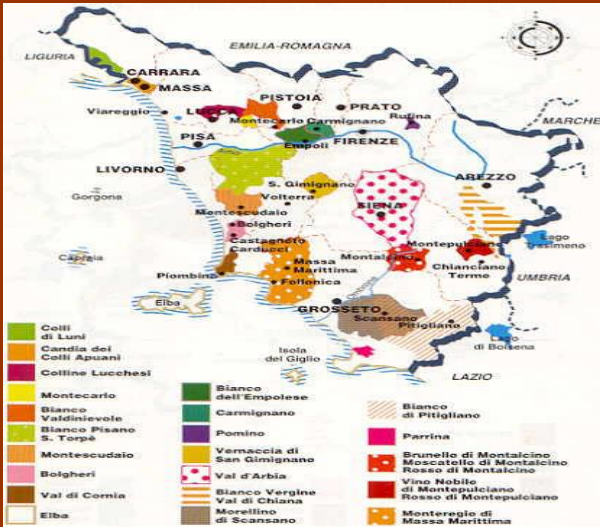 LIGURIA
EMILIA-ROMAGNA
CARRARA
MASSA
PISTOIA
PRATO
Viareggio
LUCCA
Montecarlo
Carmignano
Rufina
MARCHE
PISA
Empoli
FIRENZE
LIVORNO
AREZZO
S. Gimignano
Gorgona
Volterra
SIENA
Montescudaio
Bolgheri
Castagneto
Carducci
Montepulciano
Lago
Trasimeno
Capraia
Montalcino
Massa
Marittima
Chianciano
Terme
Piombino
Follonica
UMBRIA
Elba
GROSSETO
Scansano
Pitigliano
Lago
di Bolsena
Isola
del Giglio
LAZIO
Colli
di Luni
Candia dei
Colli Apuani
Colline Lucchesi
Montecarlo
Bianco
Valdinievole
Bianco Pisano
S. Torpè
Montescudaio
Bolgheri
Val di Cornia
Elba
Bianco
dell'Empolese
Carmignano
Pomino
Vernaccia di
San Gimignano
Val d'Arbia
Bianco Vergine
Val di Chiana
Morellino
di Scansano
Bianco
di Pitigliano
Parrina
Brunello di Montalcino
Moscatello di Montalcino
Rosso di Montalcino
Vino Nobile
di Montepulciano
Rosso di Montepulciano
Monteregio di
Massa Marittima